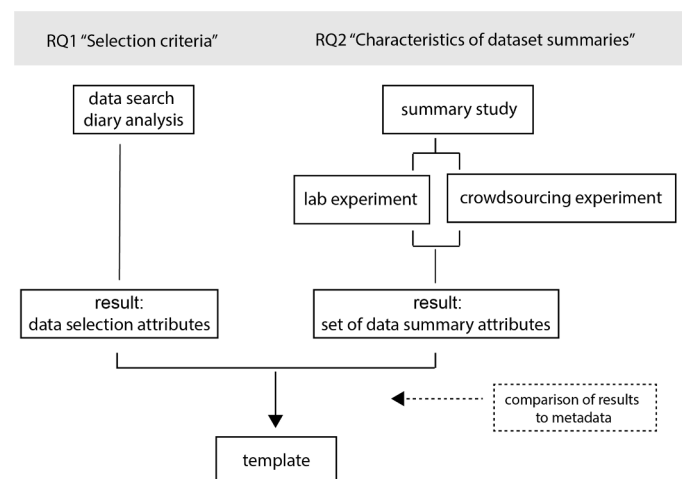 RQ1 “Selection criteria”
RQ2 “Characteristics of dataset summaries”
data search
diary analysis
summary study
lab experiment
crowdsourcing experiment
result:
data selection attributes
result:
set of data summary attributes
comparison of results
to metadata
template